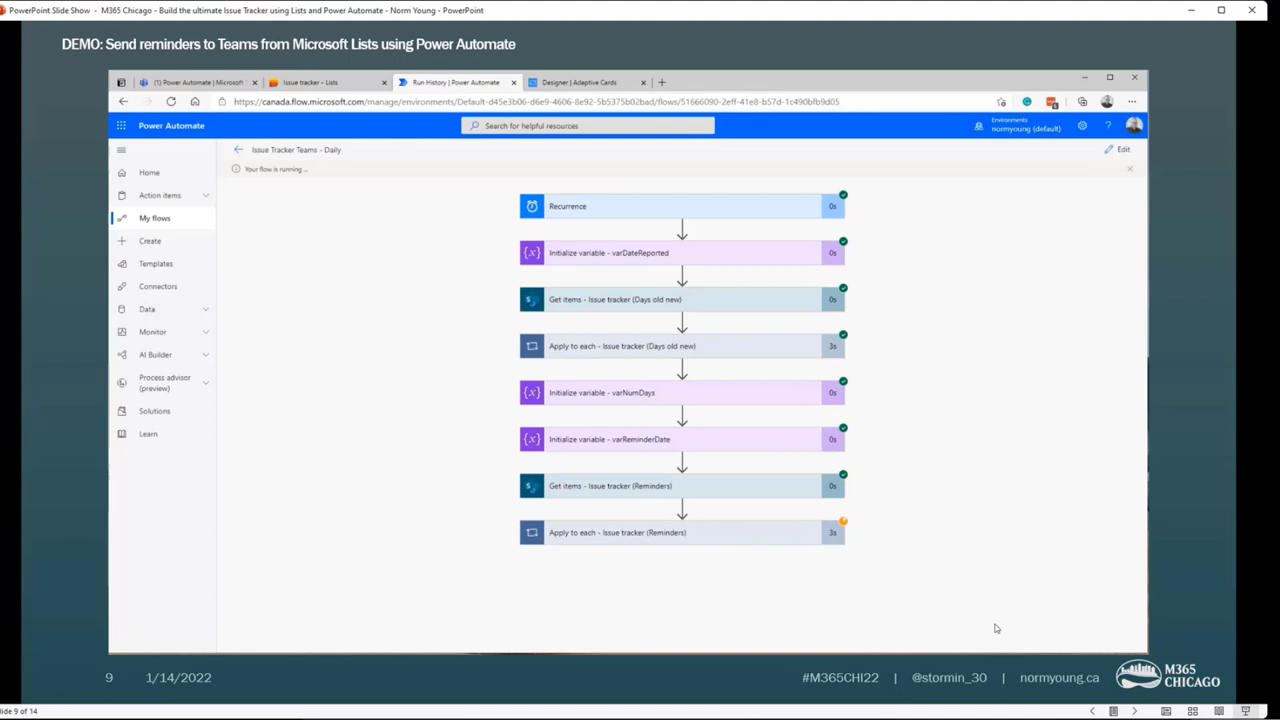 PowerPoint Slide Show - M365 Chicago - Build the ultimate Issue Tracker using Lists and Power Automate - Norm Young - PowerPoint
DEMO: Send reminders to Teams from Microsoft Lists using Power Automate
(1) Power Automate | Microsoft
Issue tracker - Lists
Run History | Power Automate
Designer | Adaptive Cards
https://canada.flow.microsoft.com/manage/environments/Default-d45e3b06-d6e9-4606-8e92-5b5375b02bad/flows/51666090-2eff-41e8-b57d-1c490bfb9d05
Power Automate
Search for helpful resources
Environments
normyoung (default)
Issue Tracker Teams - Daily
Edit
Your flow is running ...
Home
Action items
My flows
Create
Templates
Connectors
Data
Monitor
AI Builder
Process advisor
(preview)
Solutions
Learn
Recurrence
0s
Initialize variable - varDateReported
0s
Get items - Issue tracker (Days old new)
0s
Apply to each - Issue tracker (Days old new)
3s
Initialize variable - varNumDays
0s
Initialize variable - varReminderDate
0s
Get items - Issue tracker (Reminders)
0s
Apply to each - Issue tracker (Reminders)
3s
9
1/14/2022
#M365CHI22 | @stormin_30 | normyoung.ca
M365
CHICAGO
Slide 9 of 14